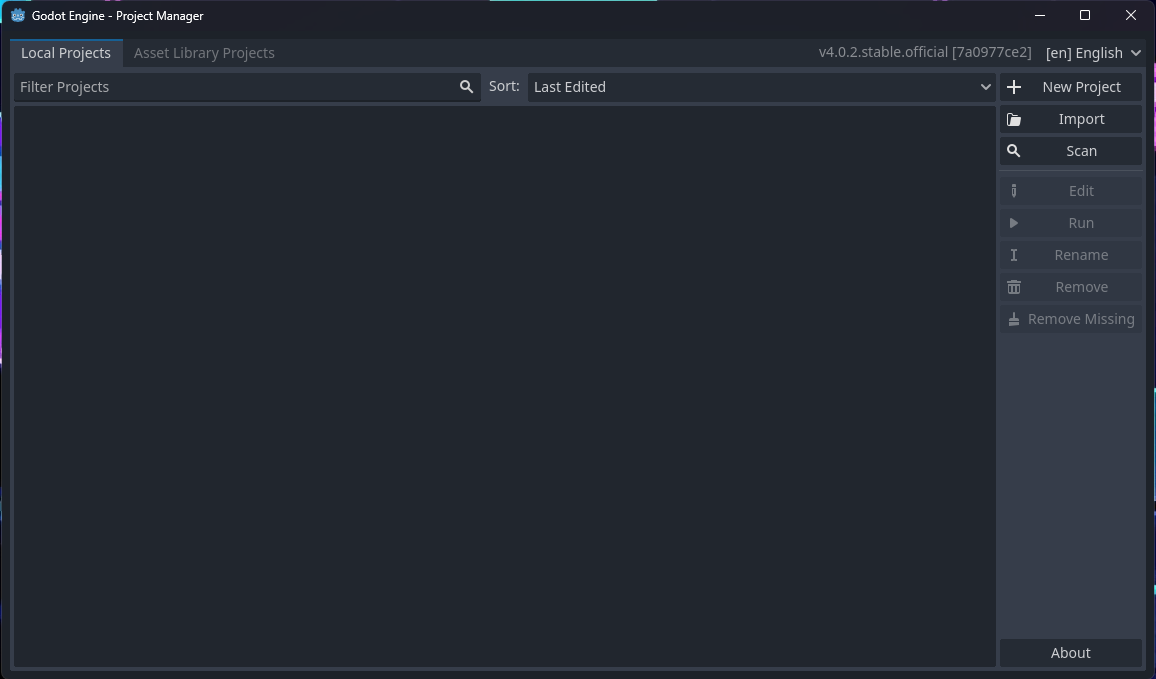 Godot Engine - Project Manager
Local Projects
Asset Library Projects
v4.0.2.stable.official [7a0977ce2]
[en] English
Filter Projects
Sort:
Last Edited
New Project
Import
Scan
Edit
Run
Rename
Remove
Remove Missing
About